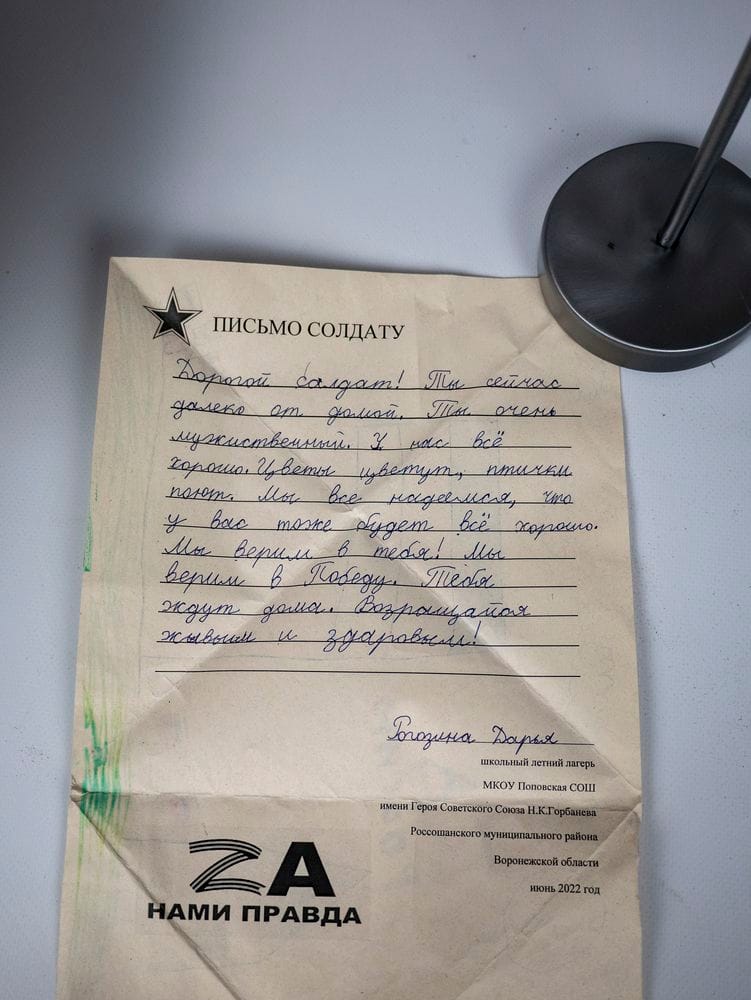 ПИСЬМО СОЛДАТУ
Дорогой салдат! Ты сейчас
далеко от домой. Ты очень
мужиственный. У нас всё
хорошо. Цветы цветут, птички
поют. Мы все надеемся, что
у вас тоже будет всё хорошо.
Мы верим в тебя! Мы
верим в Победу. Тебя
ждут дома. Возращайся
жывым и здаровым!
Рогозина Дарья
школьный летний лагерь
МКОУ Поповская СОШ
имени Героя Советского Союза Н.К.Горбанева
Россошанского муниципального района
Воронежской области
июнь 2022 год
ZА
НАМИ ПРАВДА